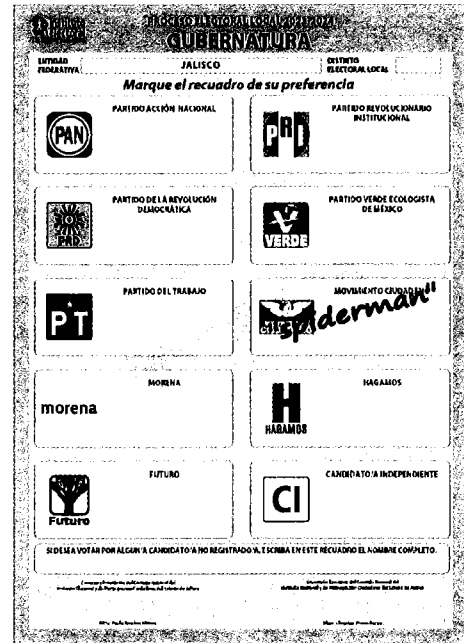 PROCESO ELECTORAL LOCAL 2023-2024
GUBERNATURA
ENTIDAD FEDERATIVA
JALISCO
DISTRITO ELECTORAL LOCAL
Marque el recuadro de su preferencia
PAN
PARTIDO ACCIÓN NACIONAL
PRI
PARTIDO REVOLUCIONARIO
INSTITUCIONAL
PRD
PARTIDO DE LA REVOLUCIÓN
DEMOCRÁTICA
VERDE
PARTIDO VERDE ECOLOGISTA
DE MÉXICO
PT
PARTIDO DEL TRABAJO
MOVIMIENTO
spiderman"
morena
MORENA
H
HAGAMOS
HAGAMOS
Futuro
FUTURO
CI
CANDIDATO/A INDEPENDIENTE
SI DESEA VOTAR POR ALGUN/A CANDIDATO/A NO REGISTRADO/A, ESCRIBA EN ESTE RECUADRO EL NOMBRE COMPLETO.